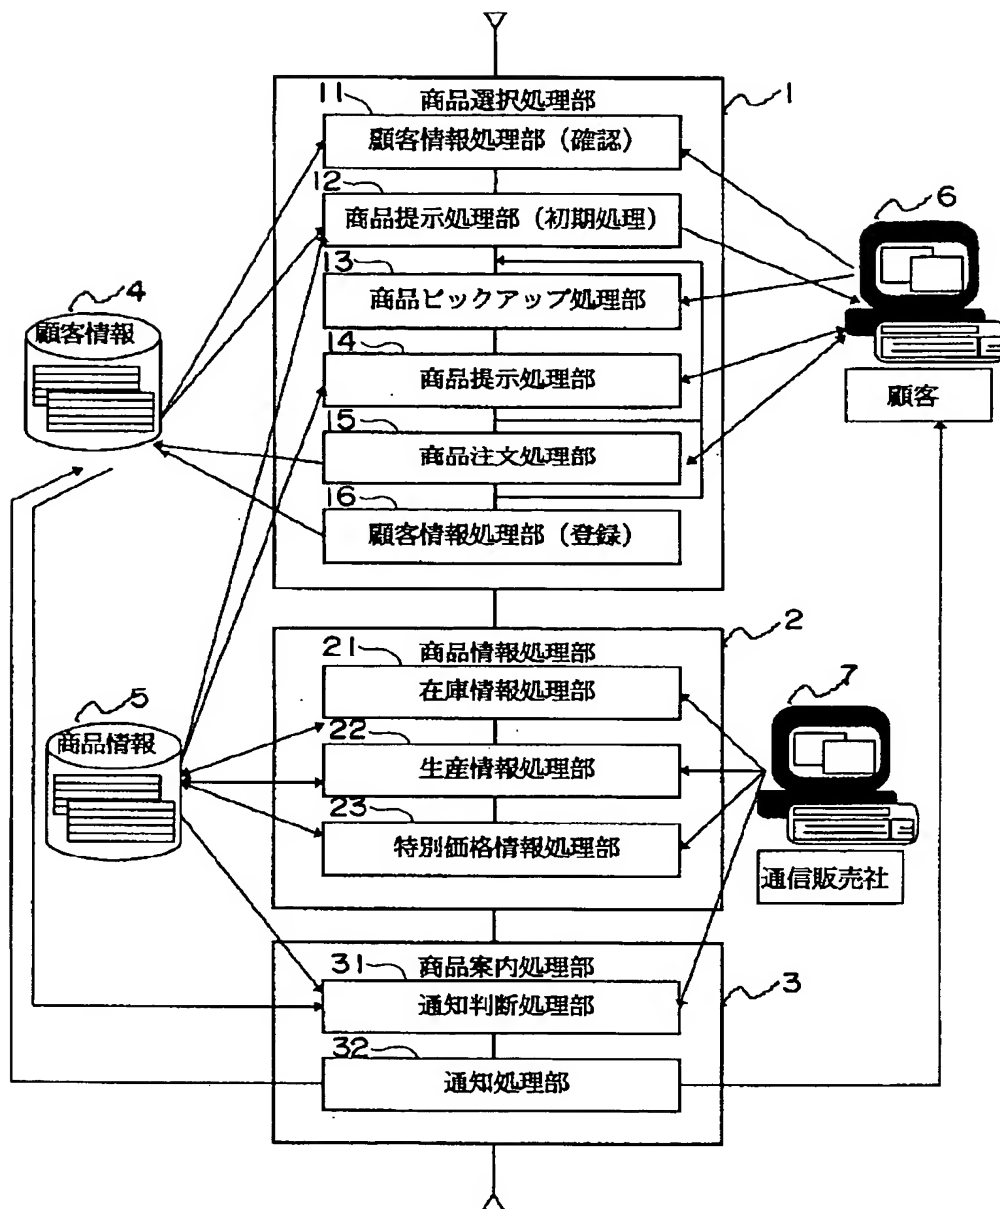 商品選択処理部
1
11
顧客情報処理部(確認)
12
商品提示処理部(初期処理)
13
商品ピックアップ処理部
14
商品提示処理部
15
商品注文処理部
16
顧客情報処理部(登録)
4
顧客情報
6
顧客
2
商品情報処理部
21
在庫情報処理部
22
生産情報処理部
23
特別価格情報処理部
5
商品情報
7
通信販売社
3
商品案内処理部
31
通知判断処理部
32
通知処理部